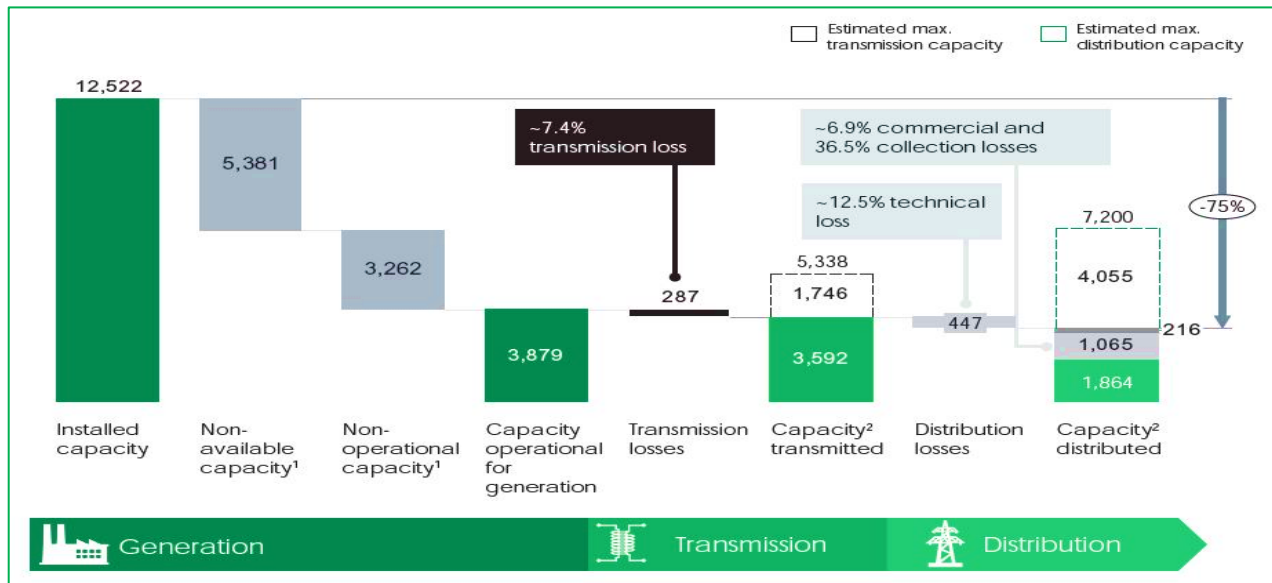 Estimated max.
transmission capacity
Estimated max.
distribution capacity
12,522
5,381
3,262
3,879
~7.4%
transmission loss
287
5,338
1,746
3,592
~6.9% commercial and
36.5% collection losses
~12.5% technical
loss
447
7,200
4,055
216
1,065
1,864
-75%
Installed
capacity
Non-
available
capacity¹
Non-
operational
capacity¹
Capacity
operational
for
generation
Transmission
losses
Capacity²
transmitted
Distribution
losses
Capacity²
distributed
Generation
Transmission
Distribution